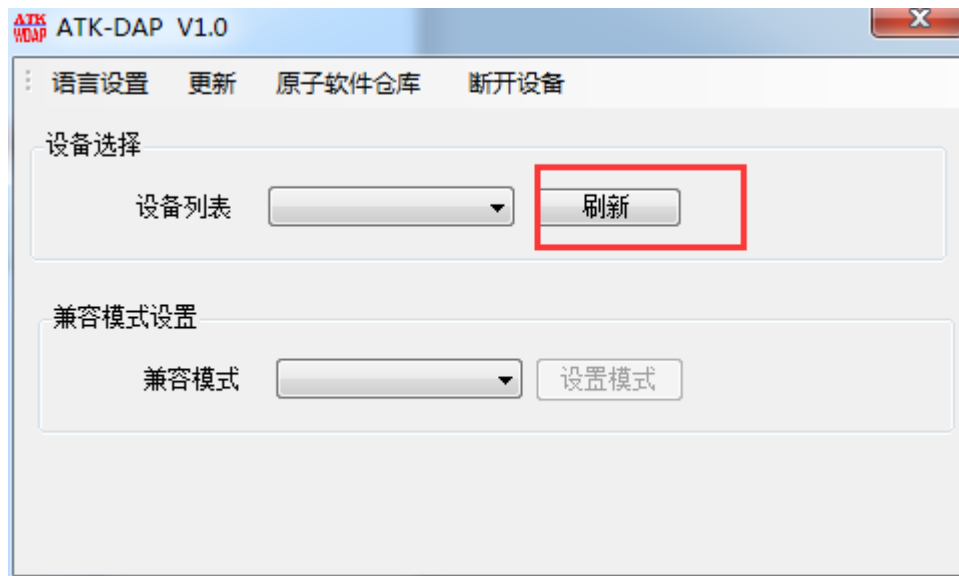 ATK WDAP ATK-DAP V1.0
语言设置 更新 原子软件仓库 断开设备
设备选择
设备列表 刷新
兼容模式设置
兼容模式 设置模式